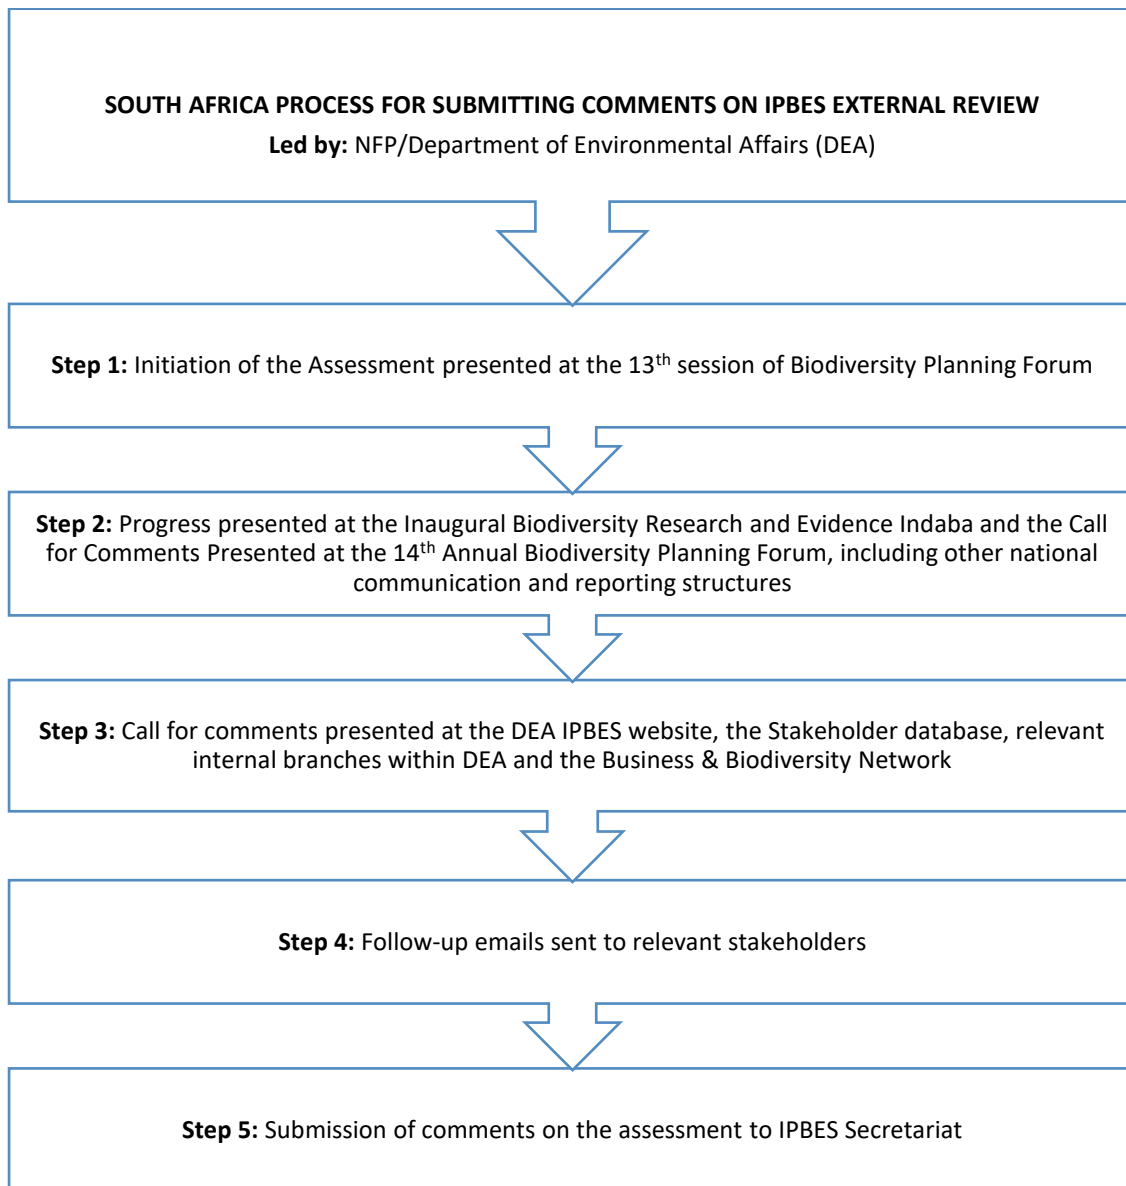 SOUTH AFRICA PROCESS FOR SUBMITTING COMMENTS ON IPBES EXTERNAL REVIEW
Led by: NFP/Department of Environmental Affairs (DEA)
Step 1: Initiation of the Assessment presented at the 13th session of Biodiversity Planning Forum
Step 2: Progress presented at the Inaugural Biodiversity Research and Evidence Indaba and the Call
for Comments Presented at the 14th Annual Biodiversity Planning Forum, including other national
communication and reporting structures
Step 3: Call for comments presented at the DEA IPBES website, the Stakeholder database, relevant
internal branches within DEA and the Business & Biodiversity Network
Step 4: Follow-up emails sent to relevant stakeholders
Step 5: Submission of comments on the assessment to IPBES Secretariat